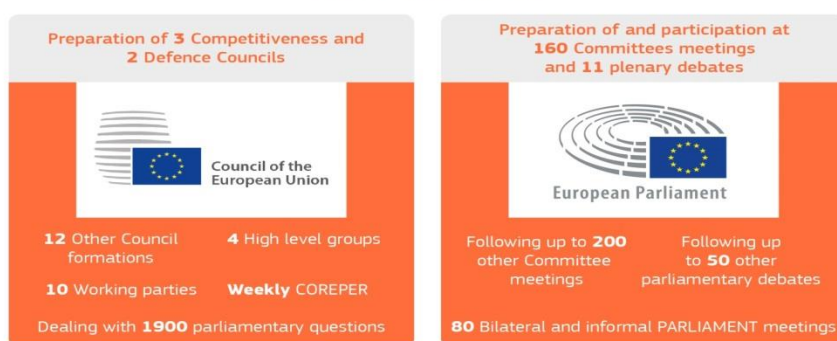 Preparation of 3 Competitiveness and
2 Defence Councils
Council of the
European Union
12 Other Council
formations
4 High level groups
10 Working parties
Weekly COREPER
Dealing with 1900 parliamentary questions
Preparation of and participation at
160 Committees meetings
and 11 plenary debates
European Parliament
Following up to 200
other Committee
meetings
Following up
to 50 other
parliamentary debates
80 Bilateral and informal PARLIAMENT meetings